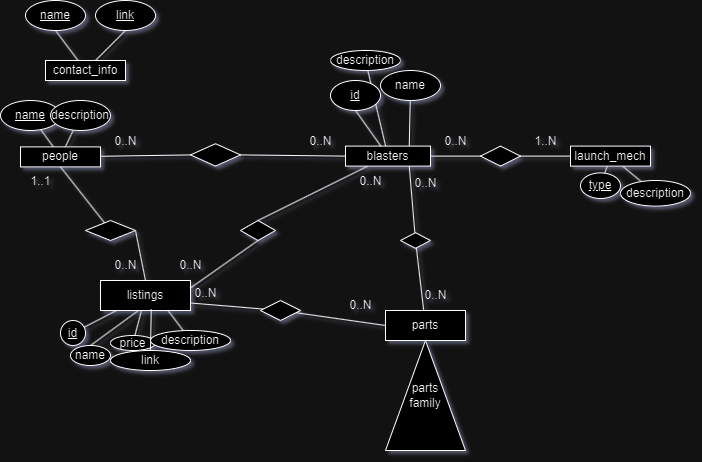 name
link
contact_info
description
id
name
name
description
0..N
0..N
0..N
1..N
people
blasters
launch_mech
1..1
0..N
0..N
type
description
0..N
0..N
0..N
0..N
0..N
listings
parts
id
name
price
description
link
parts
family